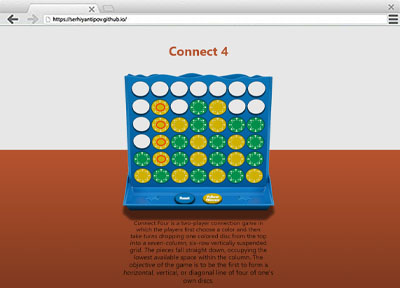 https://serhiyantipov.github.io/
Connect 4
Reset
Connect Four is a two-player connection game in
which the players first choose a color and then
take turns dropping one colored disc from the top
into a seven-column, six-row vertically suspended
grid. The pieces fall straight down, occupying the
lowest available space within the column. The
objective of the game is to be the first to form a
horizontal, vertical, or diagonal line of four of one's
own discs.